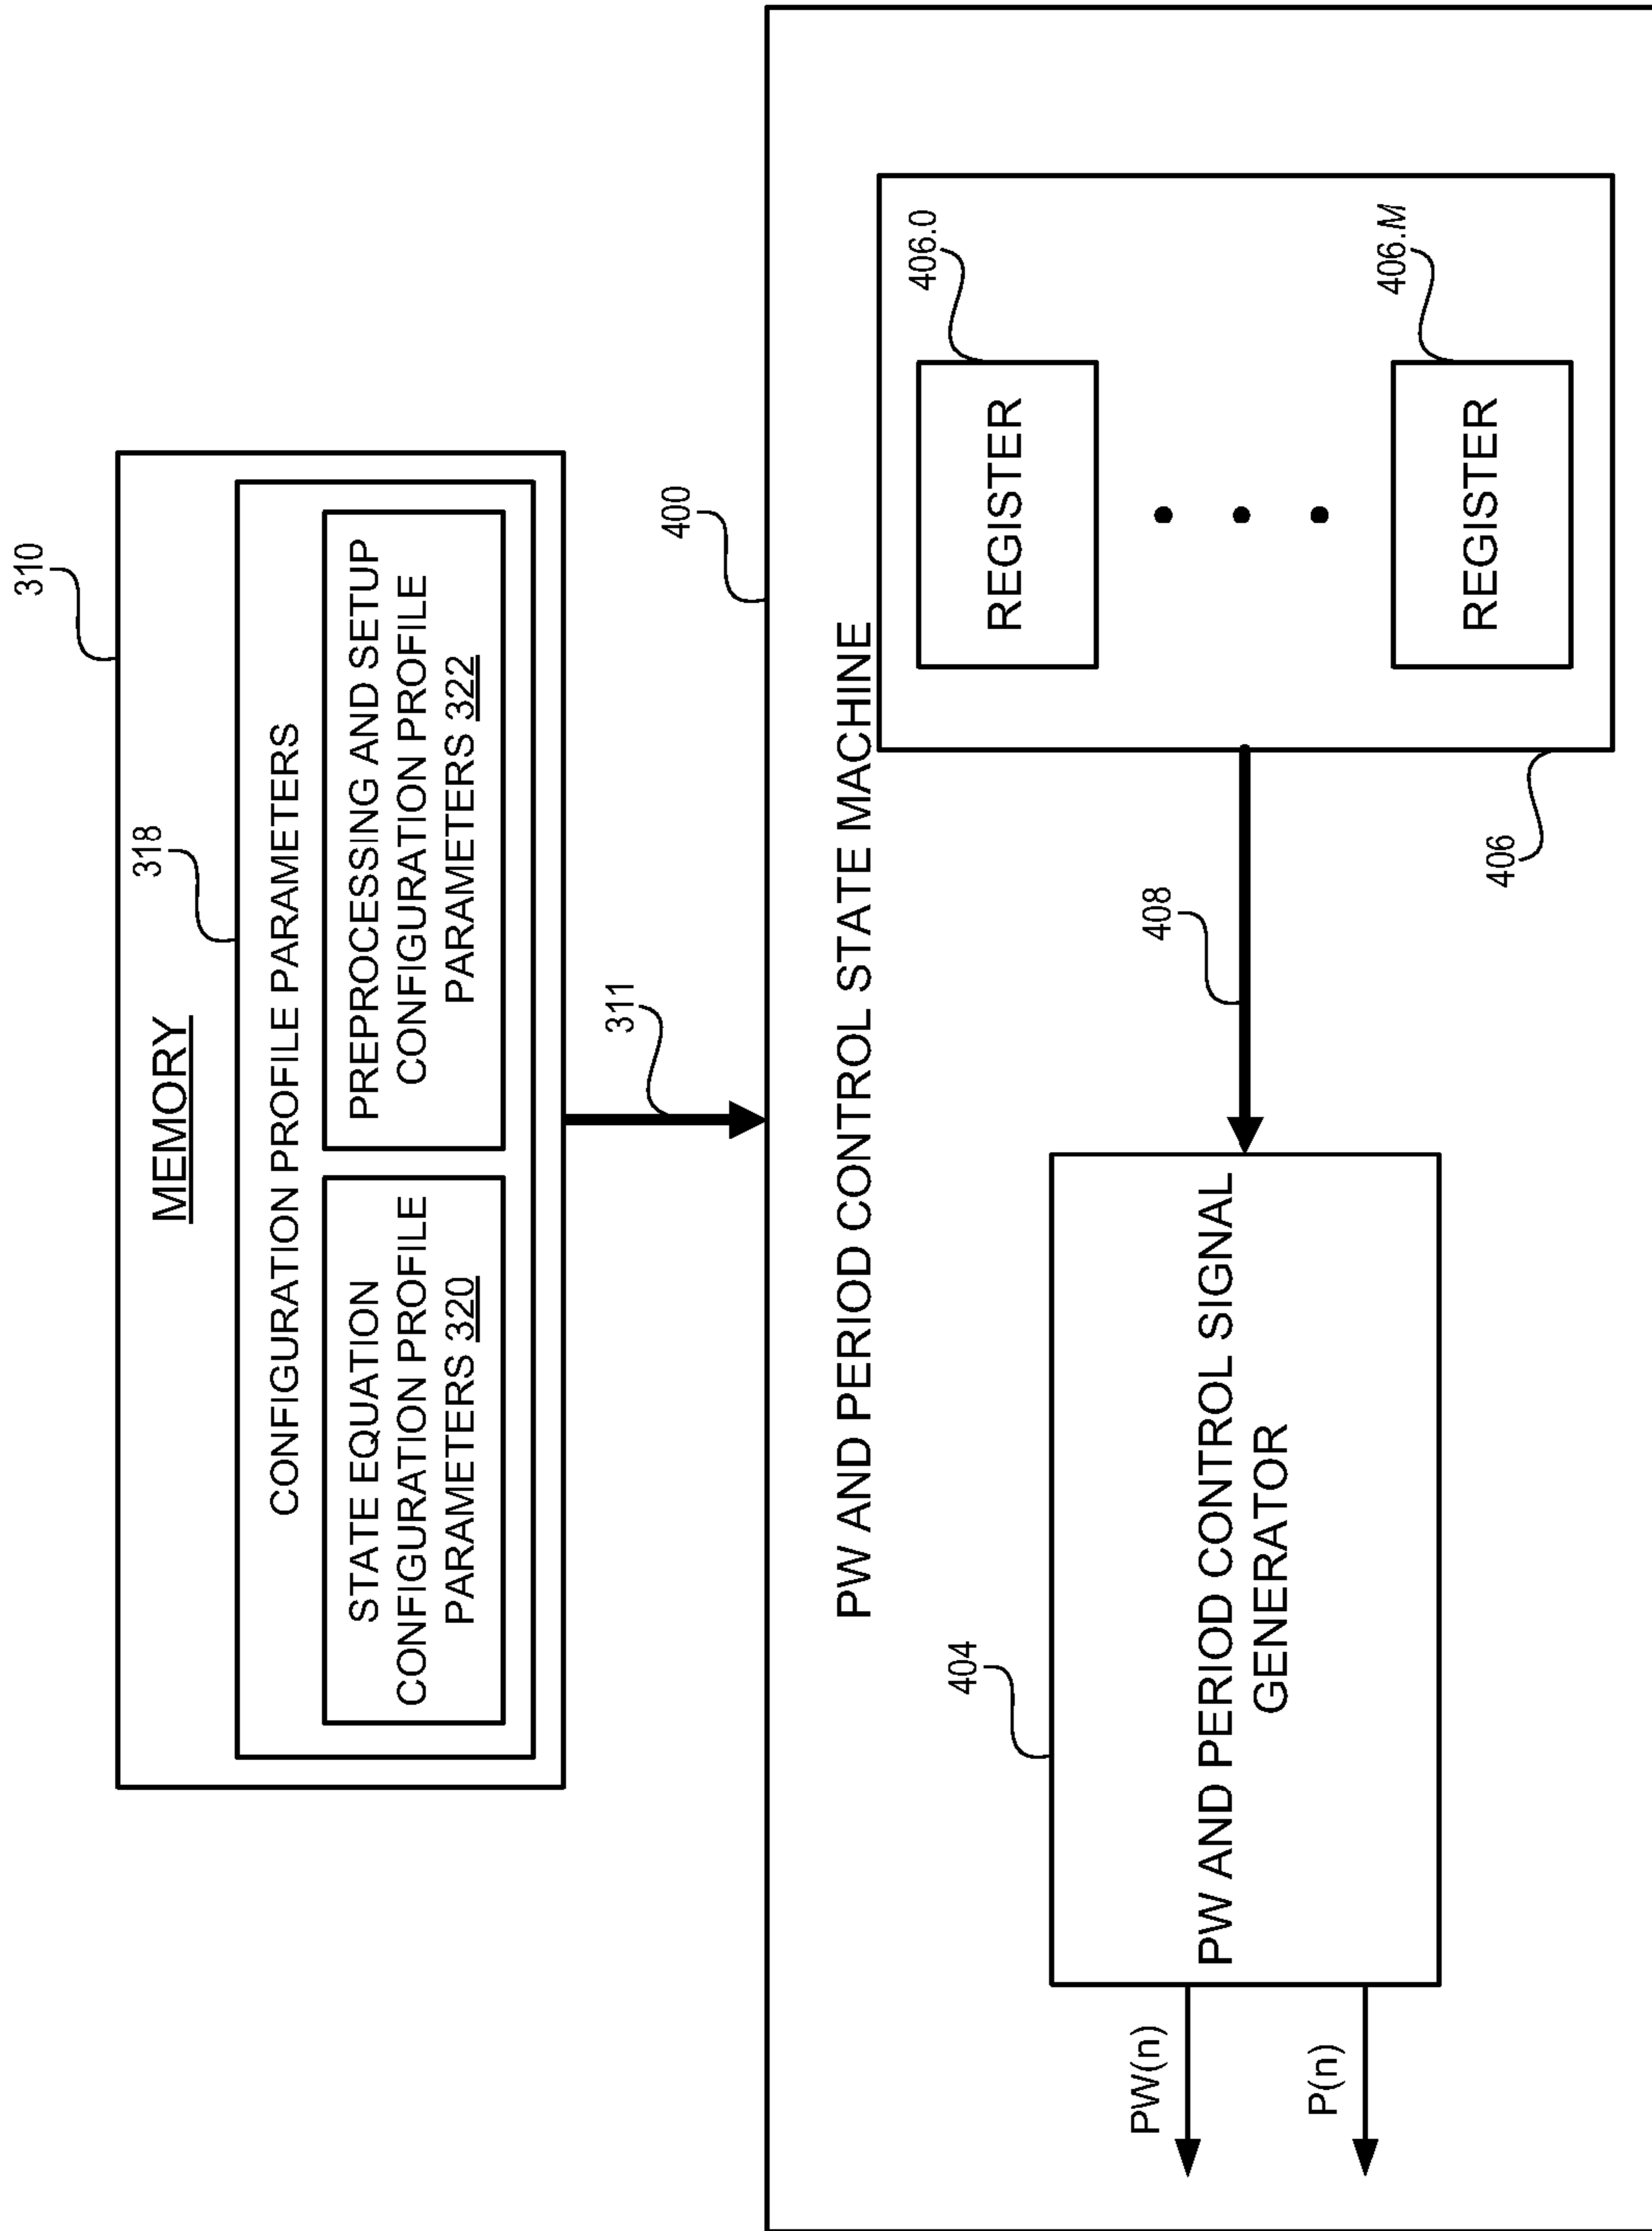 310
MEMORY
318
CONFIGURATION PROFILE PARAMETERS
STATE EQUATION
CONFIGURATION PROFILE
PARAMETERS 320
PREPROCESSING AND SETUP
CONFIGURATION PROFILE
PARAMETERS 322
311
400
PW AND PERIOD CONTROL STATE MACHINE
404
PW AND PERIOD CONTROL SIGNAL
GENERATOR
PW(n)
P(n)
408
406
REGISTER
406.0
• • •
REGISTER
406.M